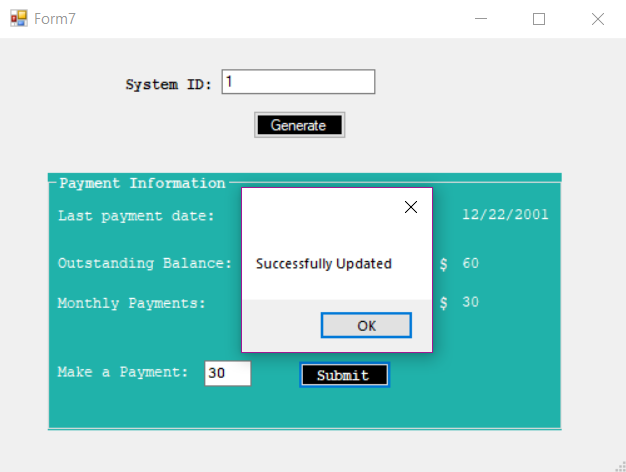 Form7
System ID: 1
Generate
Payment Information
Last payment date: 12/22/2001
Outstanding Balance: $ 60
Successfully Updated
Monthly Payments: $ 30
OK
Make a Payment: 30 Submit